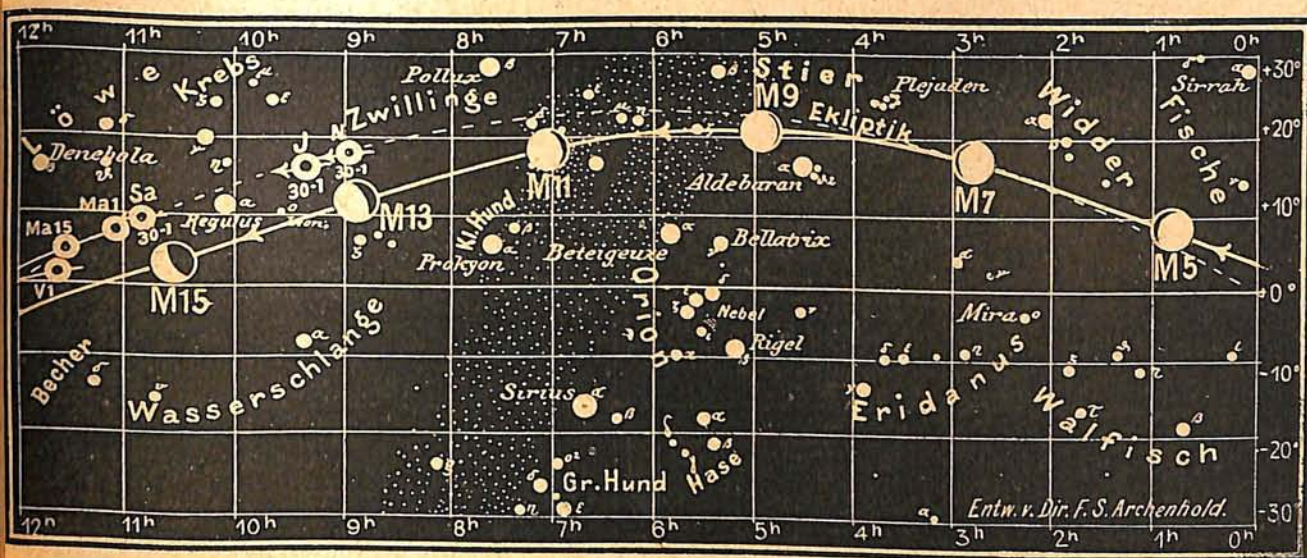 12h 11h 10h 9h 8h 7h 6h 5h 4h 3h 2h 1h 0h
Löwe
Krebs
Pollux β
Zwillinge
Stier
Plejaden
Widder
Fische
Sirrah α
+30°
+20°
+10°
0°
-10°
-20°
-30°
Ekliptik
Denebola
J
N
30-1
30-1
M9
M11
M7
M5
M13
M15
Ma1
Sa
30-1
Ma15
V1
Regulus
Aldebaran
Kl. Hund
Prokyon
Beteigeuze
Bellatrix
Orion
Nebel
Rigel
Mira
Becher
Wasserschlange
Sirius α
Eridanus
Walfisch
Hase
Gr. Hund
Entw. v. Dir. F. S. Archenhold.
12h 11h 10h 9h 8h 7h 6h 5h 4h 3h 2h 1h 0h